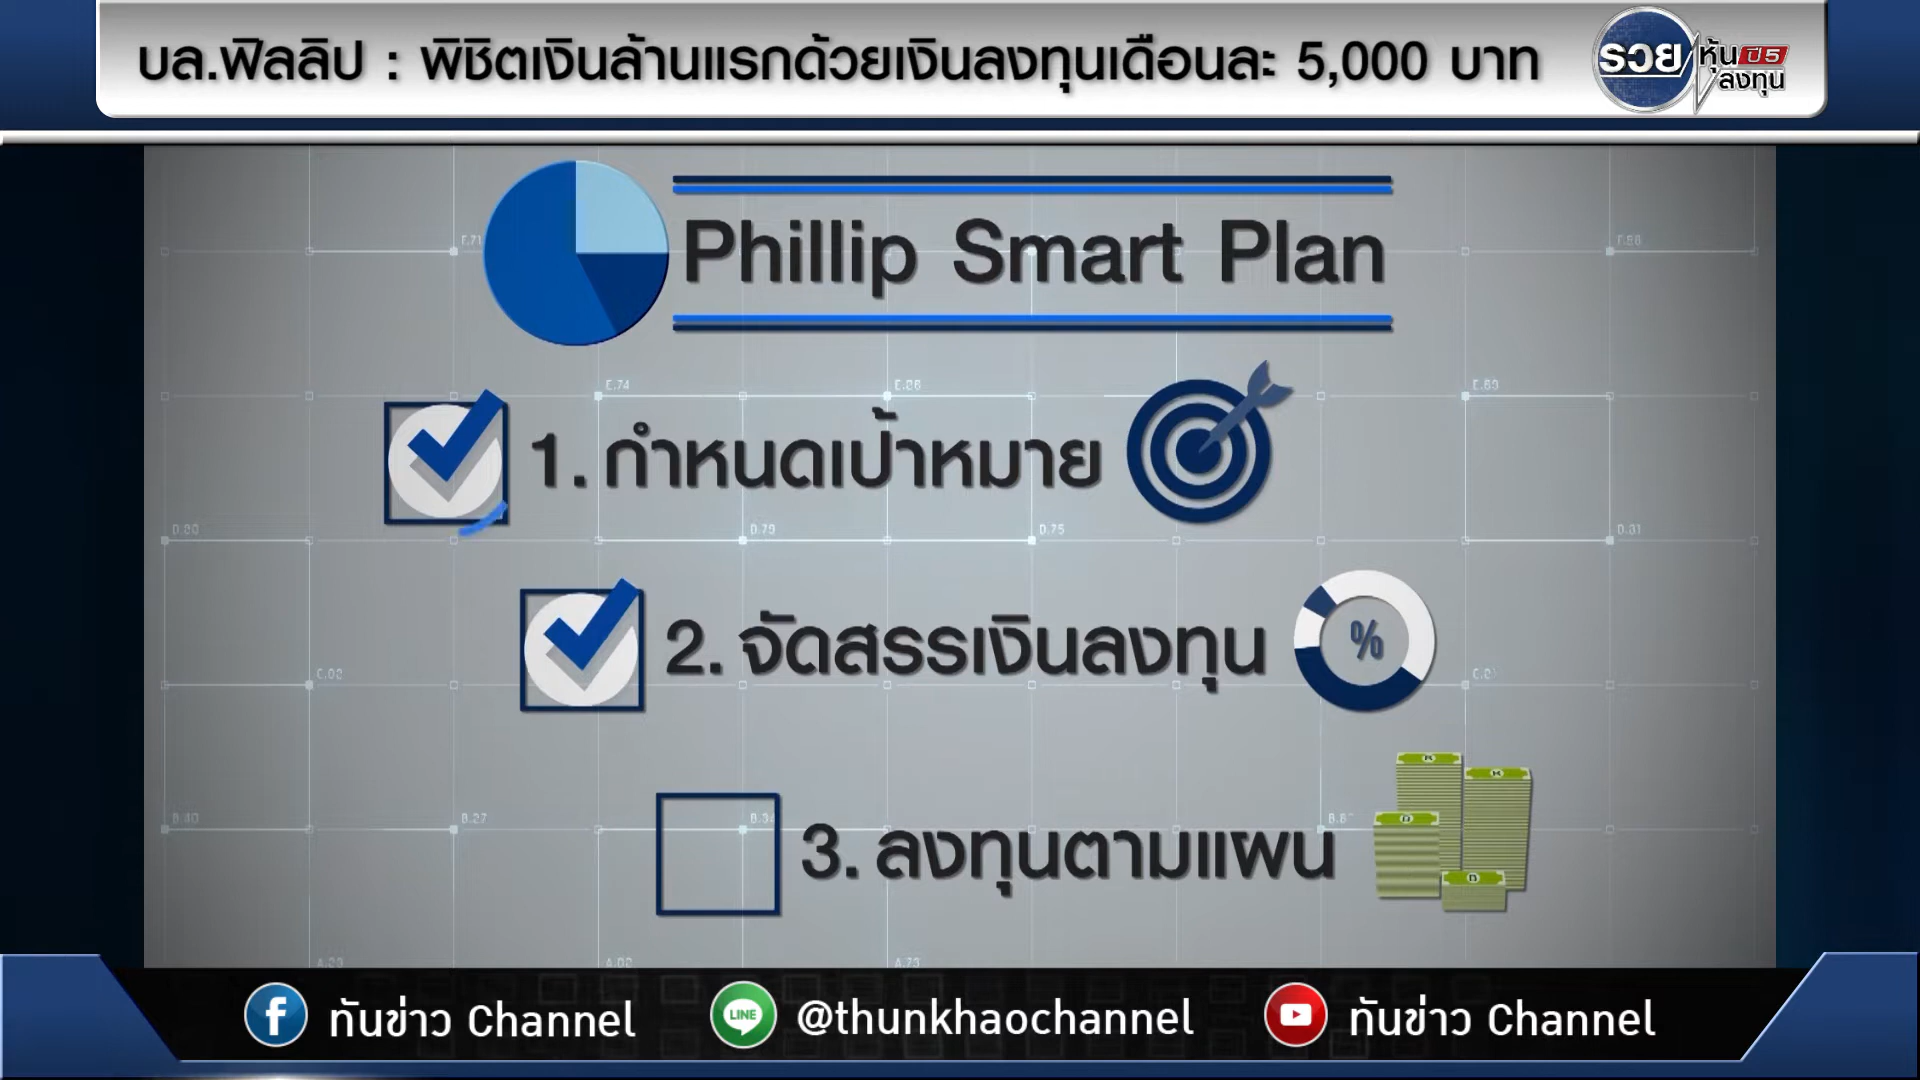 บล.ฟิลลิป : พิชิตเงินล้านแรกด้วยเงินลงทุนเดือนละ 5,000 บาท
รวย หุ้น ปี 5
ลงทุน
Phillip Smart Plan
1. กำหนดเป้าหมาย
2. จัดสรรเงินลงทุน
%
3. ลงทุนตามแผน
ทันข่าว Channel
LINE @thunkhaochannel
ทันข่าว Channel